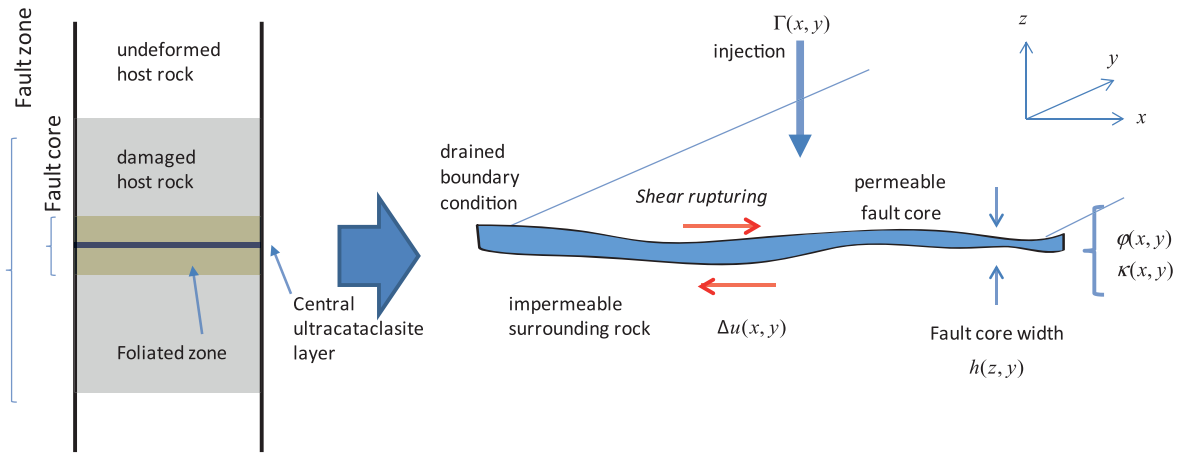 Fault zone
Fault core
undeformed
host rock
damaged
host rock
Foliated zone
Central
ultracataclasite
layer
Γ(x, y)
injection
drained
boundary
condition
Shear rupturing
permeable
fault core
impermeable
surrounding rock
Δu(x, y)
Fault core width
h(z, y)
φ(x, y)
κ(x, y)
z
y
x